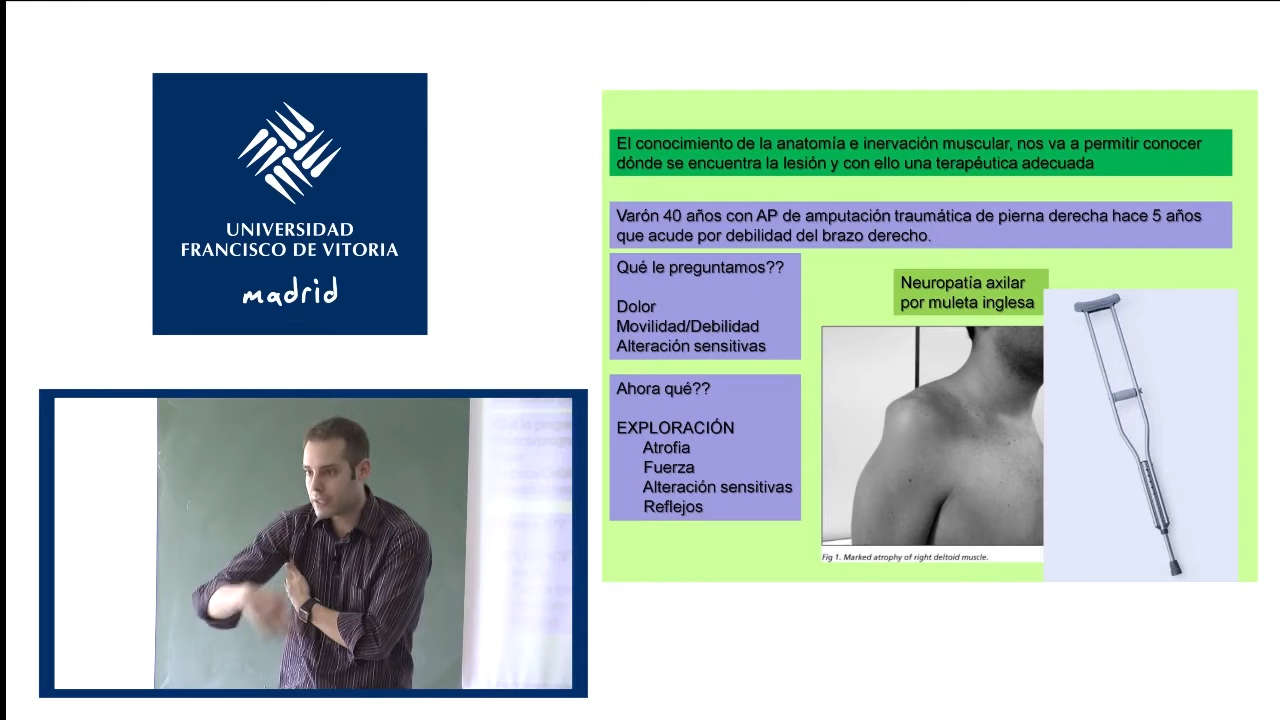 UNIVERSIDAD
FRANCISCO DE VITORIA
madrid
El conocimiento de la anatomía e inervación muscular, nos va a permitir conocer
dónde se encuentra la lesión y con ello una terapéutica adecuada
Varón 40 años con AP de amputación traumática de pierna derecha hace 5 años
que acude por debilidad del brazo derecho.
Qué le preguntamos??
Dolor
Movilidad/Debilidad
Alteración sensitivas
Ahora qué??
EXPLORACIÓN
Atrofia
Fuerza
Alteración sensitivas
Reflejos
Neuropatía axilar
por muleta inglesa
Fig 1. Marked atrophy of right deltoid muscle.